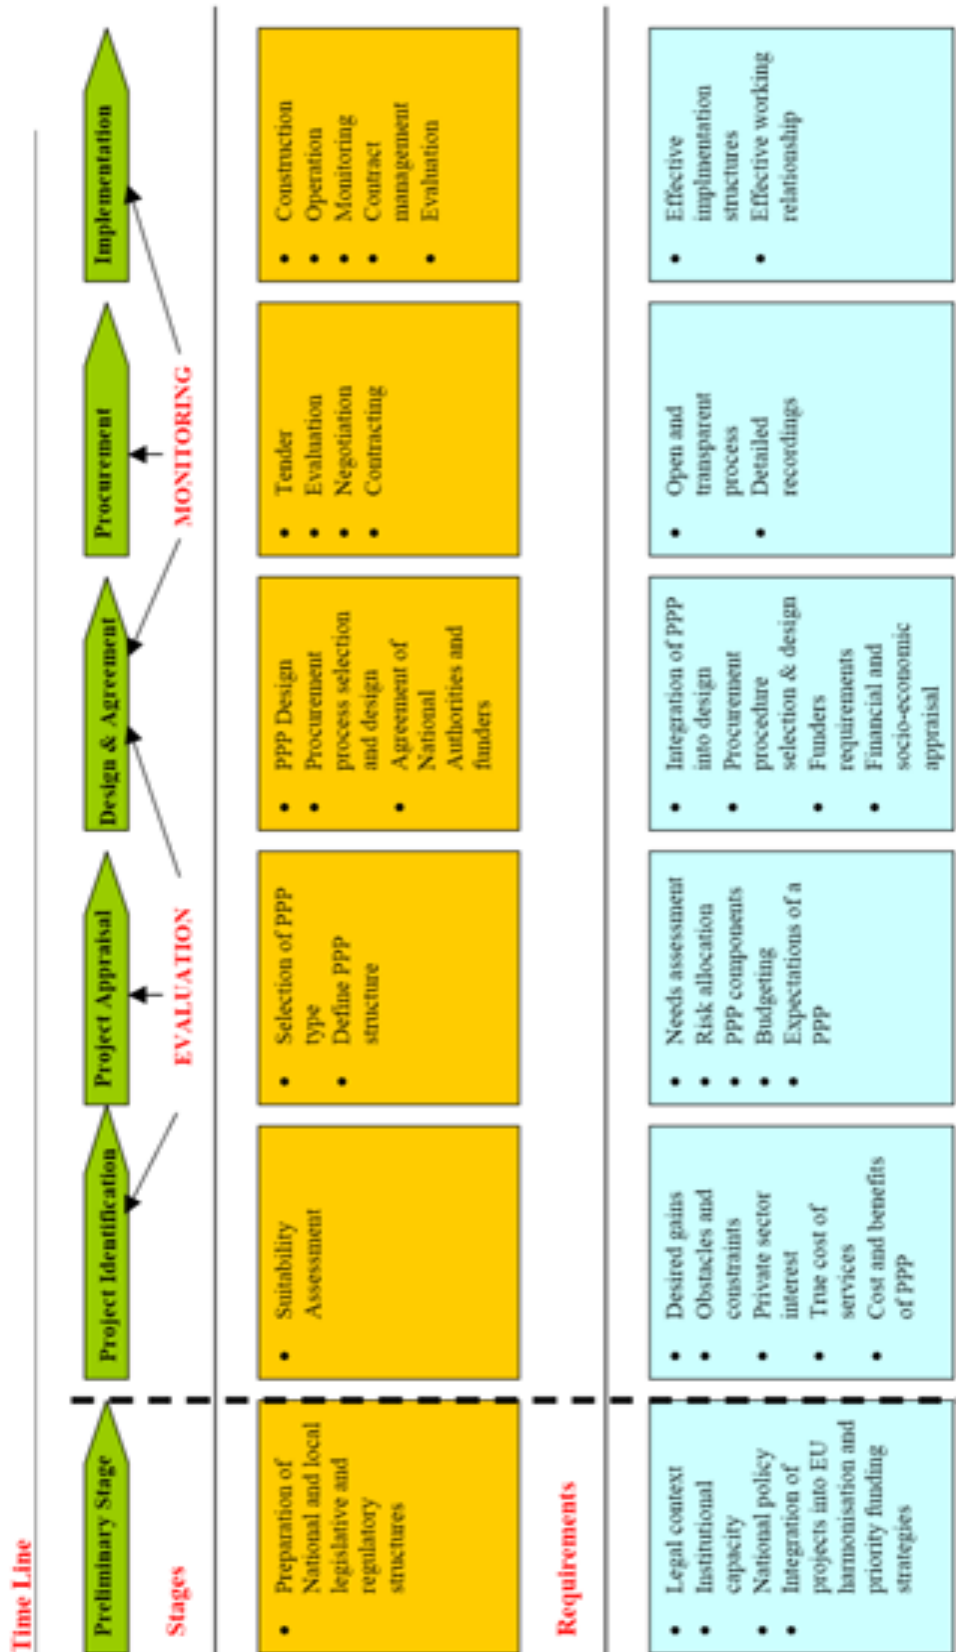 Time Line
Preliminary Stage
Project Identification
Project Appraisal
Design & Agreement
Procurement
Implementation
EVALUATION
MONITORING
Stages
• Preparation of
National and local
legislative and
regulatory
structures
• Suitability
Assessment
• Selection of PPP
type
• Define PPP
structure
• PPP Design
• Procurement
process selection
and design
• Agreement of
National
Authorities and
funders
• Tender
• Evaluation
• Negotiation
• Contracting
• Construction
• Operation
• Monitoring
• Contract
management
• Evaluation
Requirements
• Legal context
• Institutional
capacity
• National policy
• Integration of
projects into EU
harmonisation and
priority funding
strategies
• Desired gains
• Obstacles and
constraints
• Private sector
interest
• True cost of
services
• Cost and benefits
of PPP
• Needs assessment
• Risk allocation
• PPP components
• Budgeting
• Expectations of a
PPP
• Integration of PPP
into design
• Procurement
procedure
selection & design
• Funders
requirements
• Financial and
socio-economic
appraisal
• Open and
transparent
process
• Detailed
recordings
• Effective
implmentation
structures
• Effective working
relationship